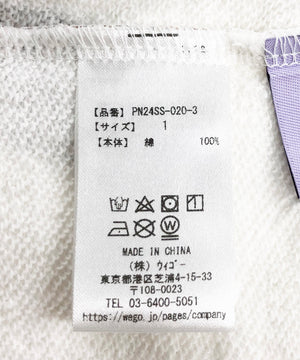 【品番】 PN24SS-020-3
【サイズ】 1
【本体】 綿 100%
MADE IN CHINA
(株) ウィゴー
東京都港区芝浦4-15-33
〒108-0023
TEL 03-6400-5051
https://wego.jp/pages/company